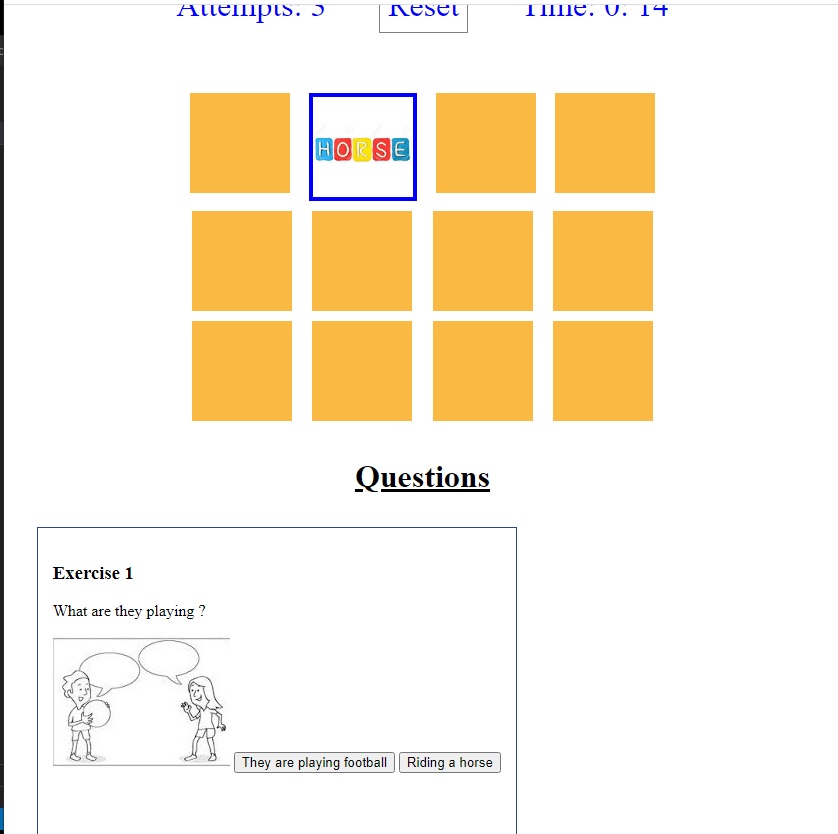 Attempts: 3 Reset Time: 0: 14
HORSE
Questions
Exercise 1
What are they playing ?
They are playing football Riding a horse